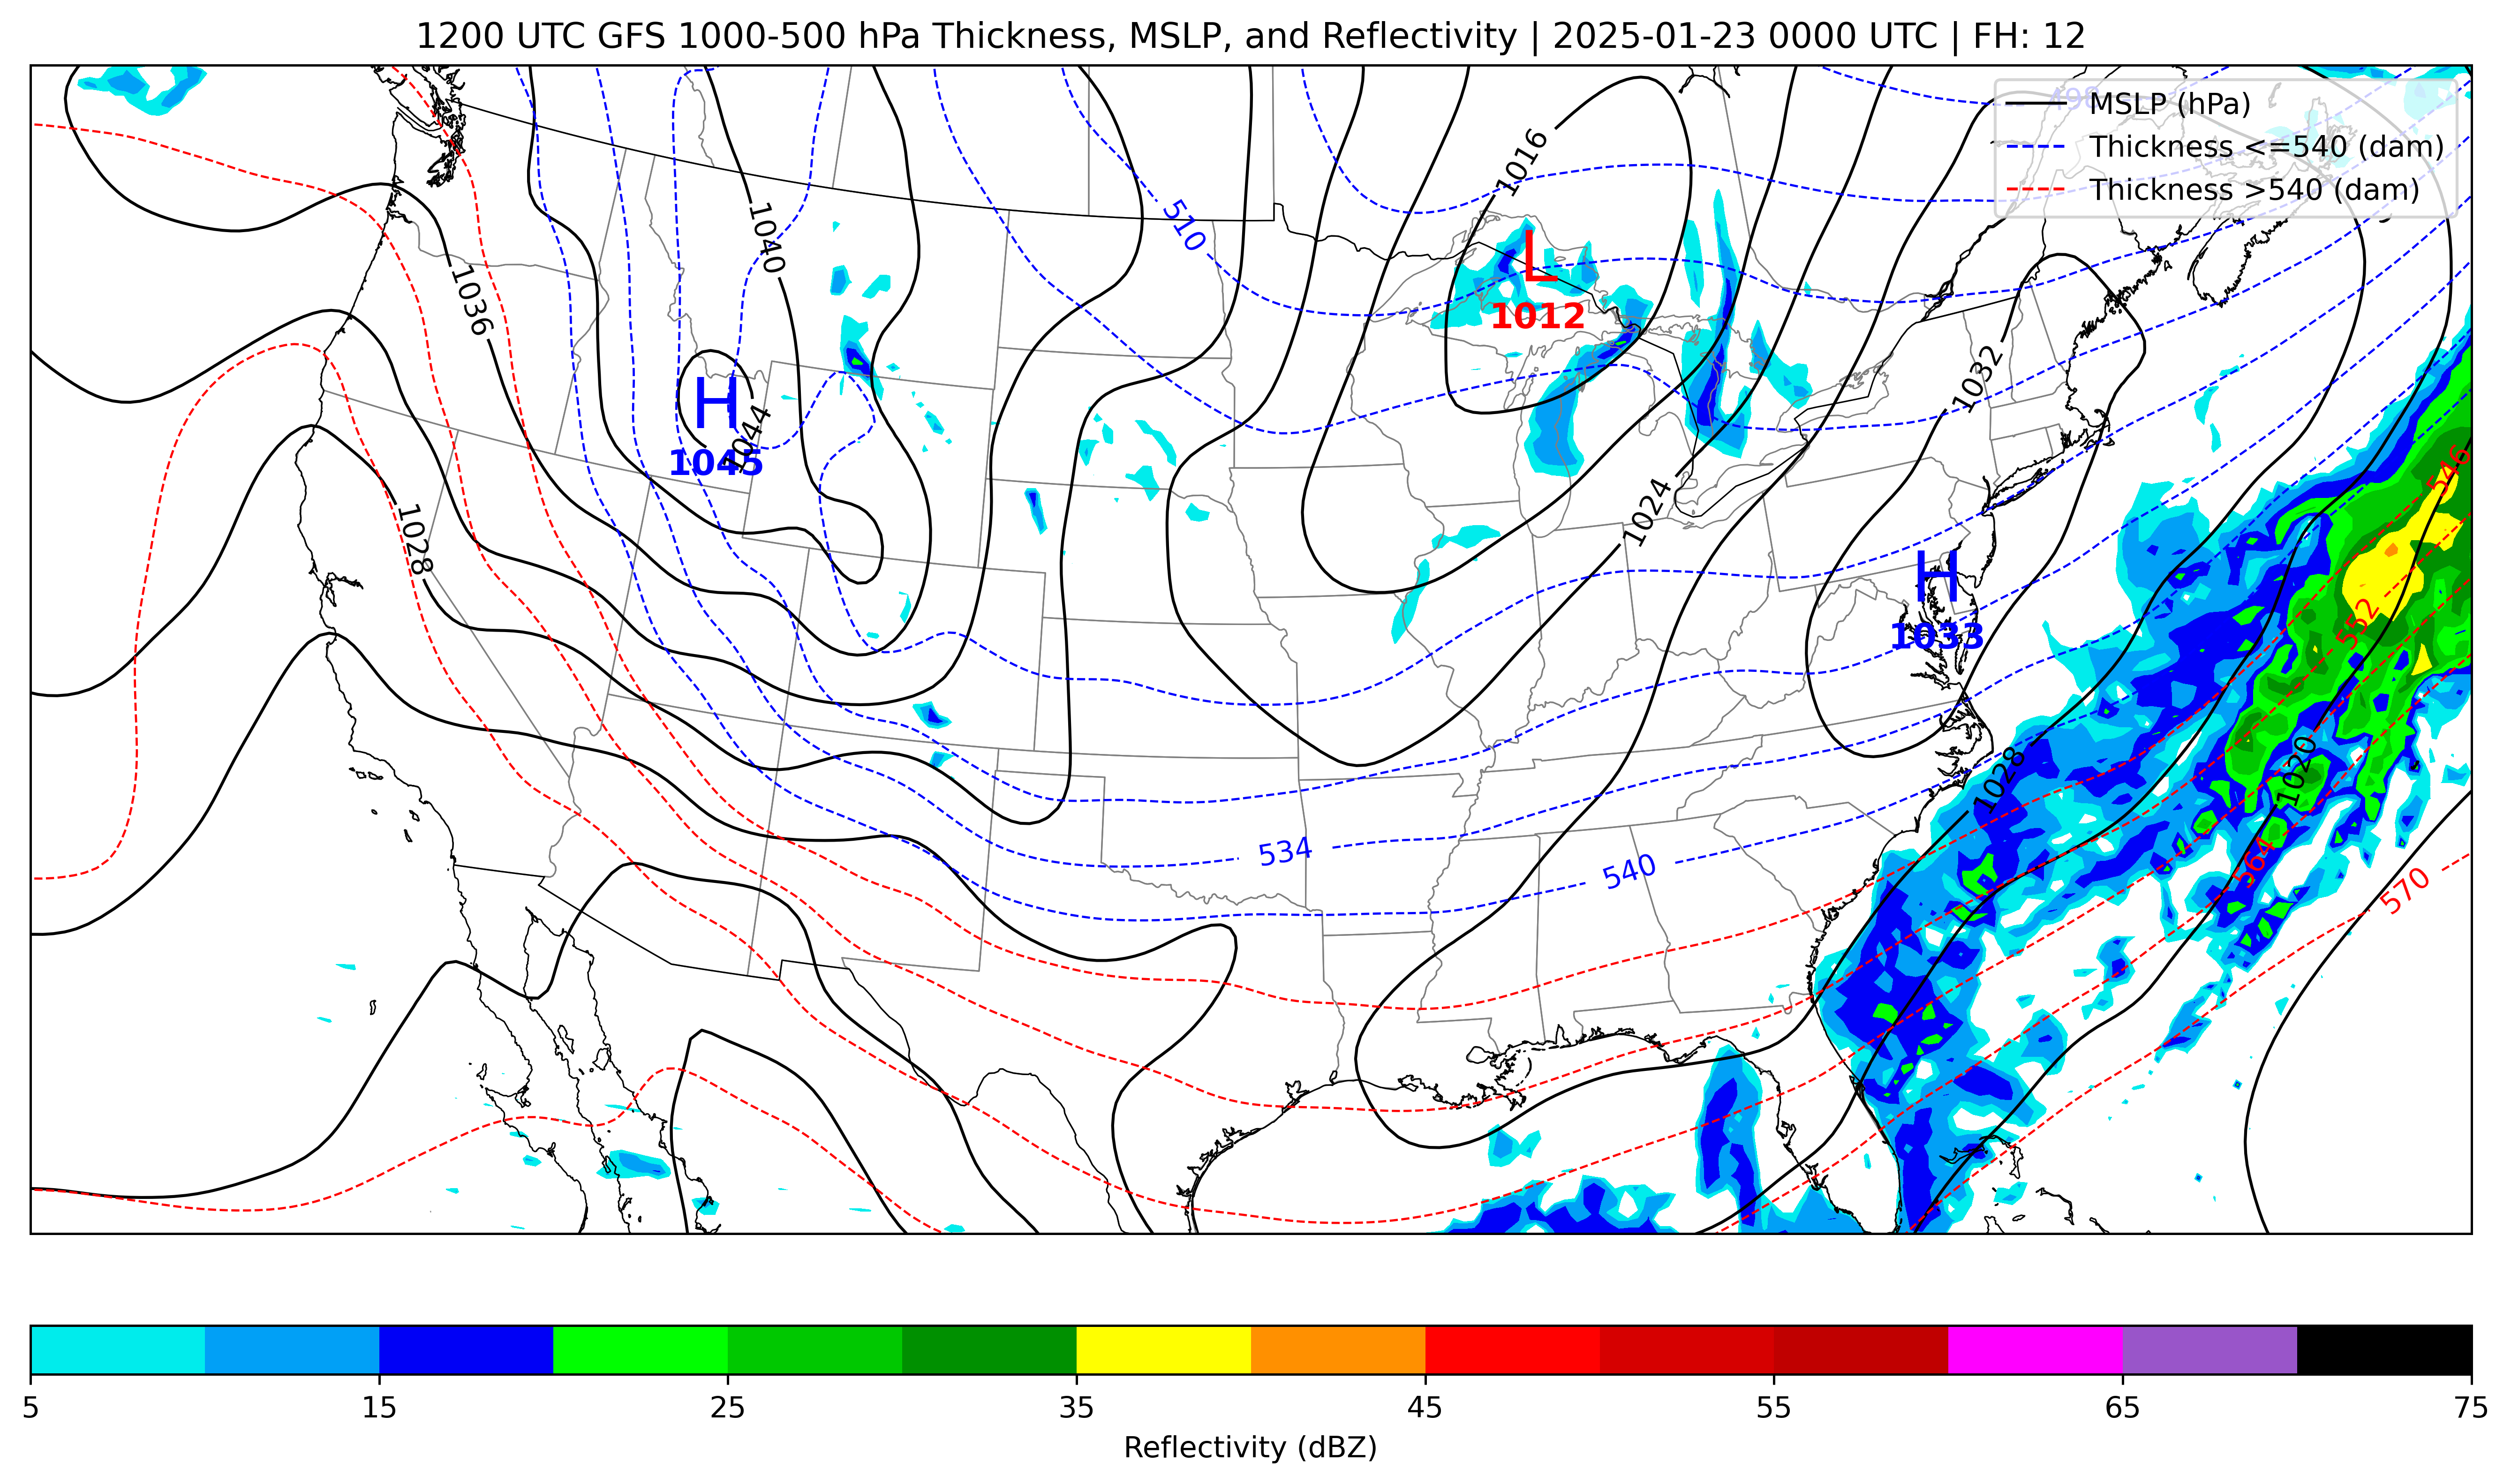 1200 UTC GFS 1000-500 hPa Thickness, MSLP, and Reflectivity | 2025-01-23 0000 UTC | FH: 12
498
MSLP (hPa)
Thickness <=540 (dam)
Thickness >540 (dam)
1016
510
1040
1036
L
1012
1032
H
1044
1045
546
1024
1028
H
1033
552
1020
1028
534
540
564
570
5 15 25 35 45 55 65 75
Reflectivity (dBZ)